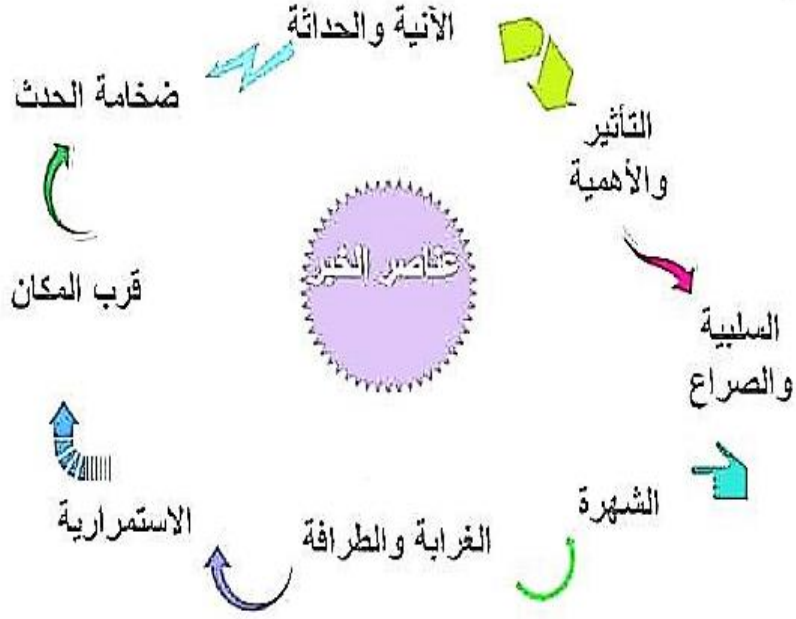 الآنية والحداثة
التأثير
والأهمية
السلبية
والصراع
الشهرة
الغرابة والطرافة
الاستمرارية
قرب المكان
ضخامة الحدث
عناصر الخبر